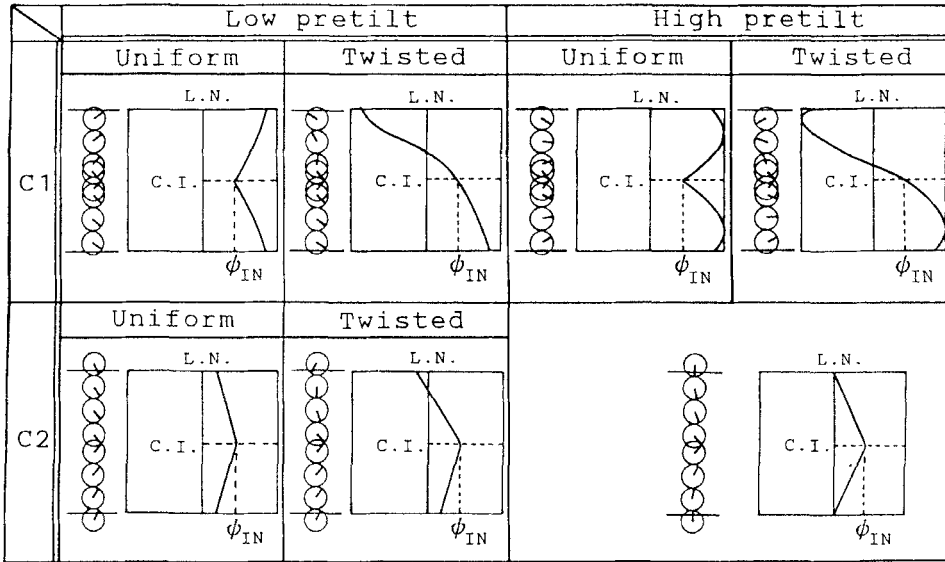 Low pretilt High pretilt
Uniform Twisted Uniform Twisted
L.N. L.N. L.N. L.N.
C1 C.I. C.I. C.I. C.I.
ϕIN ϕIN ϕIN ϕIN
Uniform Twisted
L.N. L.N. L.N.
C2 C.I. C.I. C.I.
ϕIN ϕIN ϕIN